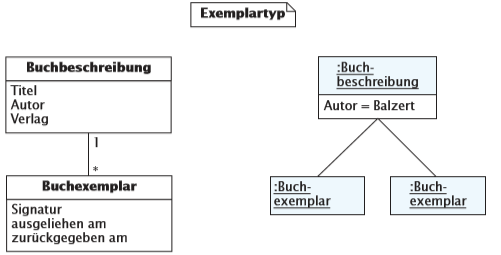 Exemplartyp
Buchbeschreibung
Titel
Autor
Verlag
1
*
Buchexemplar
Signatur
ausgeliehen am
zurückgegeben am
:Buch-
beschreibung
Autor = Balzert
:Buch-
exemplar
:Buch-
exemplar